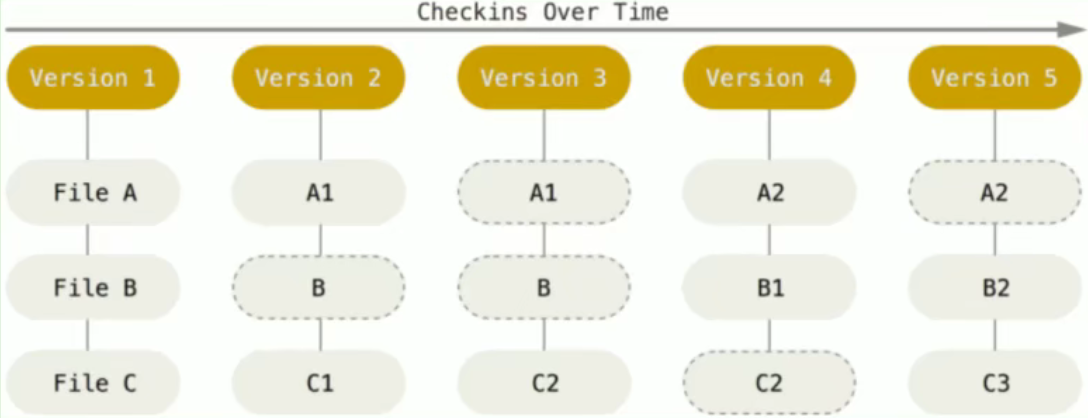 Checkins Over Time
Version 1 Version 2 Version 3 Version 4 Version 5
File A A1 A1 A2 A2
File B B B B1 B2
File C C1 C2 C2 C3